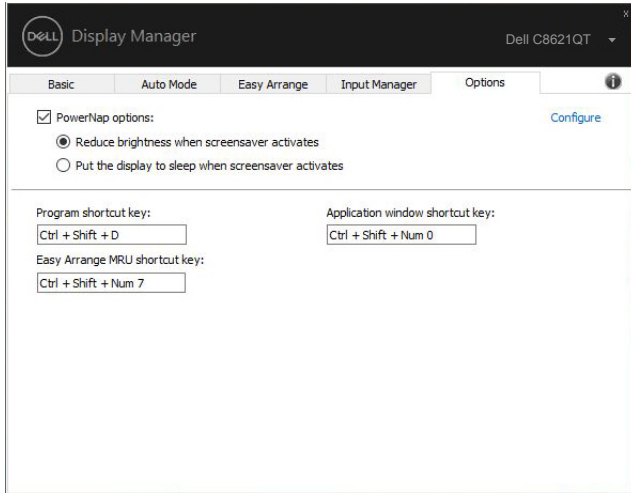 x
DELL Display Manager Dell C8621QT
Basic Auto Mode Easy Arrange Input Manager Options
PowerNap options: Configure
Reduce brightness when screensaver activates
Put the display to sleep when screensaver activates
Program shortcut key: Application window shortcut key:
Ctrl + Shift + D Ctrl + Shift + Num 0
Easy Arrange MRU shortcut key:
Ctrl + Shift + Num 7